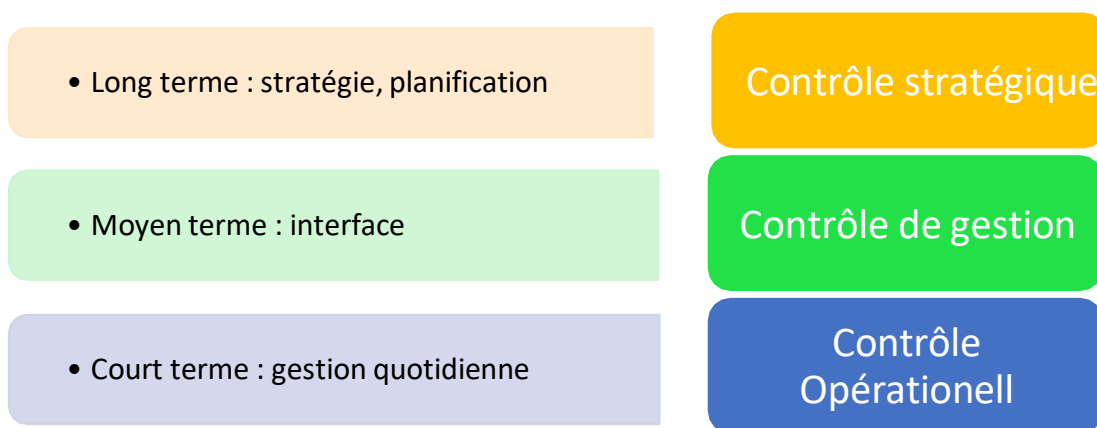 • Long terme : stratégie, planification
Contrôle stratégique
• Moyen terme : interface
Contrôle de gestion
• Court terme : gestion quotidienne
Contrôle
Opérationell